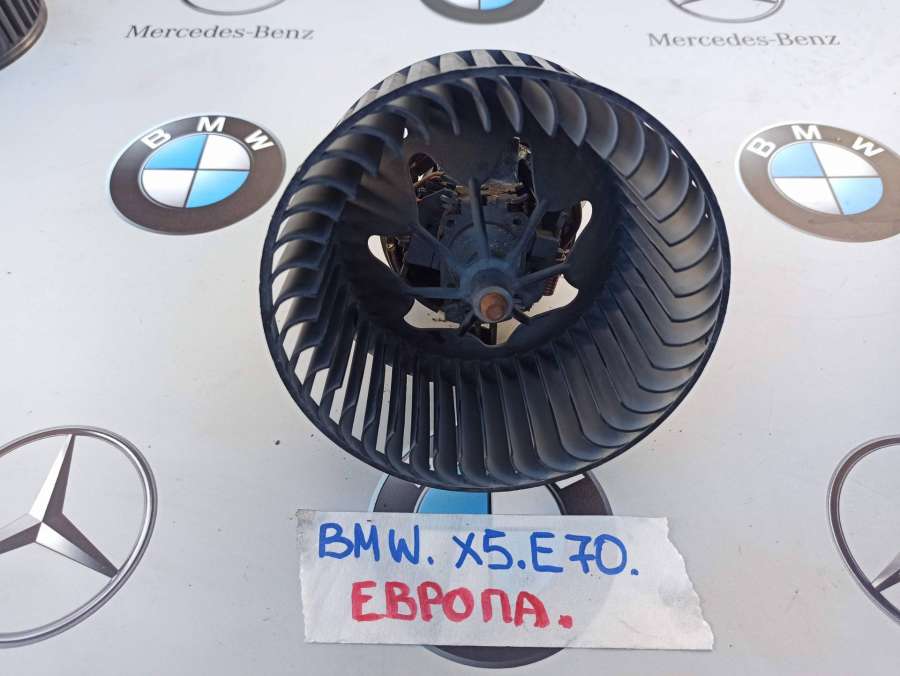 Mercedes-Benz
Mercedes-Benz
BMW
BMW
BMW. X5. E70.
ЕВРОПА.